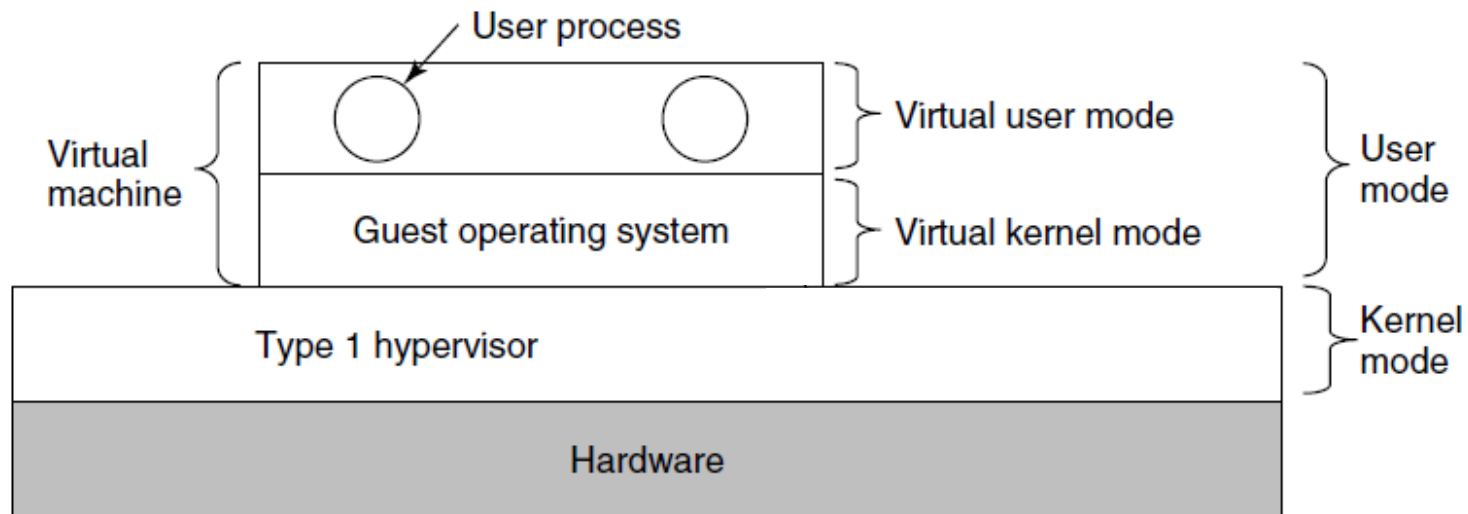 User process
Virtual user mode
Virtual
machine
User
mode
Guest operating system
Virtual kernel mode
Type 1 hypervisor
Kernel
mode
Hardware